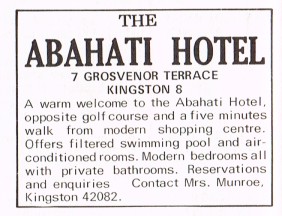 THE
ABAHATI HOTEL
7 GROSVENOR TERRACE
KINGSTON 8
A warm welcome to the Abahati Hotel,
opposite golf course and a five minutes
walk from modern shopping centre.
Offers filtered swimming pool and air-
conditioned rooms. Modern bedrooms all
with private bathrooms. Reservations
and enquiries Contact Mrs. Munroe,
Kingston 42082.